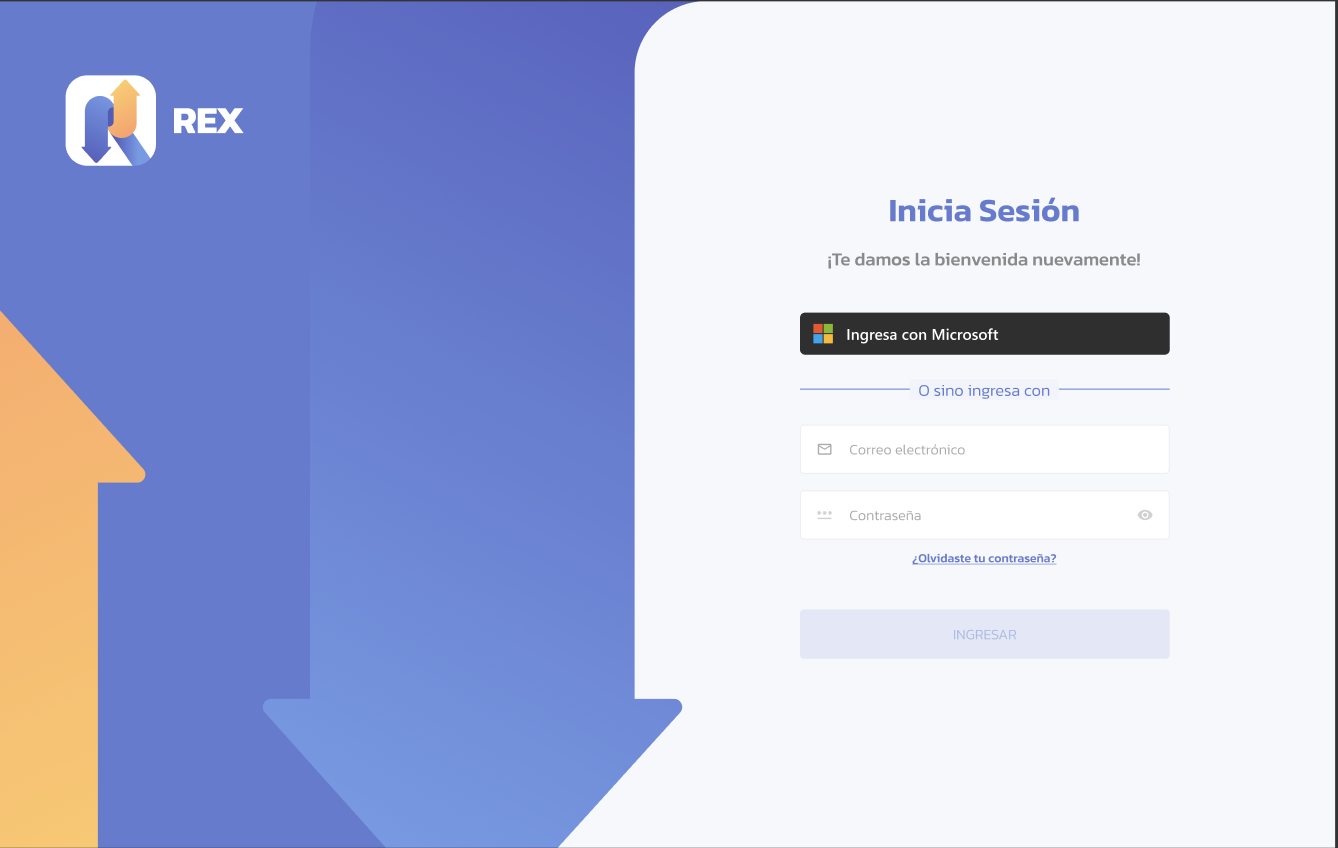 REX
Inicia Sesión
¡Te damos la bienvenida nuevamente!
Ingresa con Microsoft
O sino ingresa con
Correo electrónico
Contraseña
¿Olvidaste tu contraseña?
INGRESAR